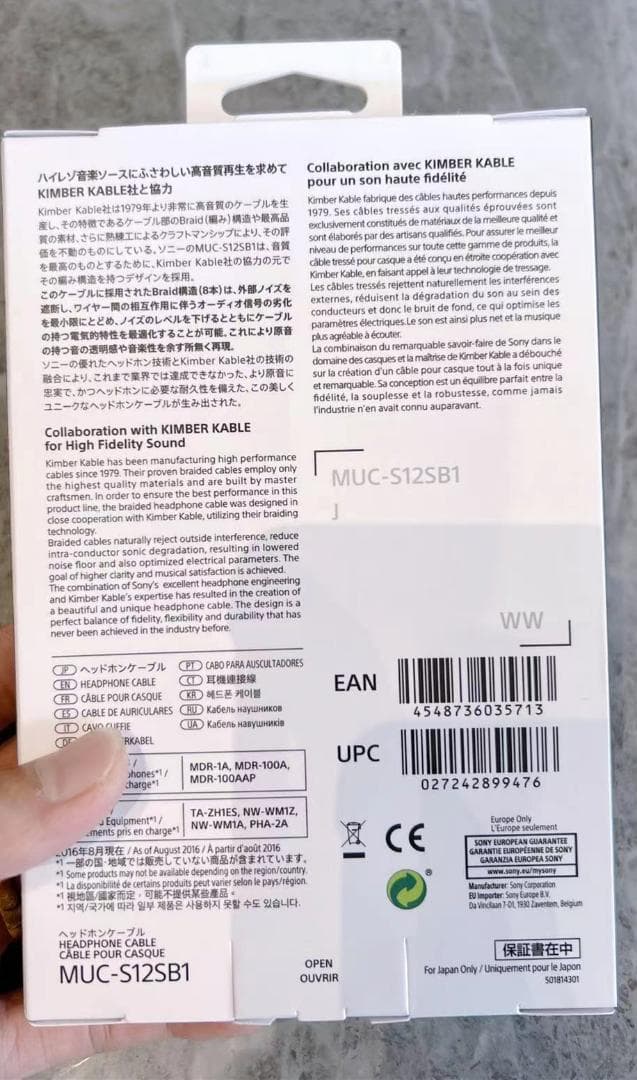 ハイレゾ音楽ソースにふさわしい高音質再生を求めて
KIMBER KABLE社と協力
Kimber Kable社は1979年より非常に高音質のケーブルを生
産し、その特徴であるケーブル部のBraid（編み）構造や最高品
質の素材、さらに熟練工によるクラフトマンシップにより、その評
価を不動のものにしている。ソニーのMUC-S12SB1は、音質
を最高のものとするために、Kimber Kable社の協力の元で
その編み構造を持つデザインを採用。
このケーブルに採用されたBraid構造（8本）は、外部ノイズを
遮断し、ワイヤー間の相互作用に伴うオーディオ信号の劣化
を最小限にとどめ、ノイズのレベルを下げるとともにケーブル
の持つ電気的特性を最適化することが可能。これにより原音
の持つ音の透明感や音楽性を余す所無く再現。
ソニーの優れたヘッドホン技術とKimber Kable社の技術の
融合により、これまで業界では達成できなかった、より原音に
忠実で、かつヘッドホンに必要な耐久性を備えた、この美しく
ユニークなヘッドホンケーブルが生み出された。
Collaboration with KIMBER KABLE
for High Fidelity Sound
Kimber Kable has been manufacturing high performance
cables since 1979. Their proven braided cables employ only
the highest quality materials and are built by master
craftsmen. In order to ensure the best performance in this
product line, the braided headphone cable was designed in
close cooperation with Kimber Kable, utilizing their braiding
technology.
Braided cables naturally reject outside interference, reduce
intra-conductor sonic degradation, resulting in lowered
noise floor and also optimized electrical parameters. The
goal of higher clarity and musical satisfaction is achieved.
The combination of Sony's excellent headphone engineering
and Kimber Kable's expertise has resulted in the creation of
a beautiful and unique headphone cable. The design is a
perfect balance of fidelity, flexibility and durability that has
never been achieved in the industry before.
Collaboration avec KIMBER KABLE
pour un son haute fidélité
Kimber Kable fabrique des câbles hautes performances depuis
1979. Ses câbles tressés aux qualités éprouvées sont
exclusivement constitués de matériaux de la meilleure qualité et
sont élaborés par des artisans qualifiés. Pour assurer le meilleur
niveau de performances sur toute cette gamme de produits, la
câble tressé pour casque a été conçu en étroite coopération avec
Kimber Kable, en faisant appel à leur technologie de tressage.
Les câbles tressés rejettent naturellement les interférences
externes, réduisent la dégradation du son au sein des
conducteurs et donc le bruit de fond, ce qui optimise les
paramètres électriques.Le son est ainsi plus net et la musique
plus agréable à écouter.
La combinaison du remarquable savoir-faire de Sony dans le
domaine des casques et la maîtrise de Kimber Kable a débouché
sur la création d'un câble pour casque tout à la fois unique
et remarquable. Sa conception est un équilibre parfait entre la
fidélité, la souplesse et la robustesse, comme jamais
l'industrie n'en avait connu auparavant.
MUC-S12SB1
J
WW
JP ヘッドホンケーブル
EN HEADPHONE CABLE
FR CÂBLE POUR CASQUE
ES CABLE DE AURICULARES
IT CAVO CUFFIE
DE RKABEL
PT CABO PARA AUSCULTADORES
CT 耳機連接線
KR 헤드폰 케이블
RU Кабель наушников
UA Кабель навушників
phones*1 /
charge*1
MDR-1A, MDR-100A,
MDR-100AAP
Equipment*1 /
ments pris en charge*1
TA-ZH1ES, NW-WM1Z,
NW-WM1A, PHA-2A
2016年8月現在 / As of August 2016 / À partir d'août 2016
*1 一部の国・地域では販売していない商品が含まれています。
*1 Some products may not be available depending on the region/country.
*1 La disponibilité de certains produits peut varier selon le pays/région.
*1 視地區/國家而定，可能不提供某些產品。
*1 지역/국가에 따라 일부 제품은 사용하지 못할 수도 있습니다.
ヘッドホンケーブル
HEADPHONE CABLE
CÂBLE POUR CASQUE
MUC-S12SB1
OPEN
OUVRIR
EAN
4548736035713
UPC
027242899476
CE
®
Europe Only
L'Europe seulement
SONY EUROPEAN GUARANTEE
GARANTIE EUROPÉENNE DE SONY
GARANZIA EUROPEA SONY
www.sony.eu/mysony
Manufacturer: Sony Corporation
EU Importer: Sony Europe B.V.
Da Vincilaan 7-D1, 1930 Zaventem, Belgium
保証書在中
For Japan Only / Uniquement pour le Japon
501814301